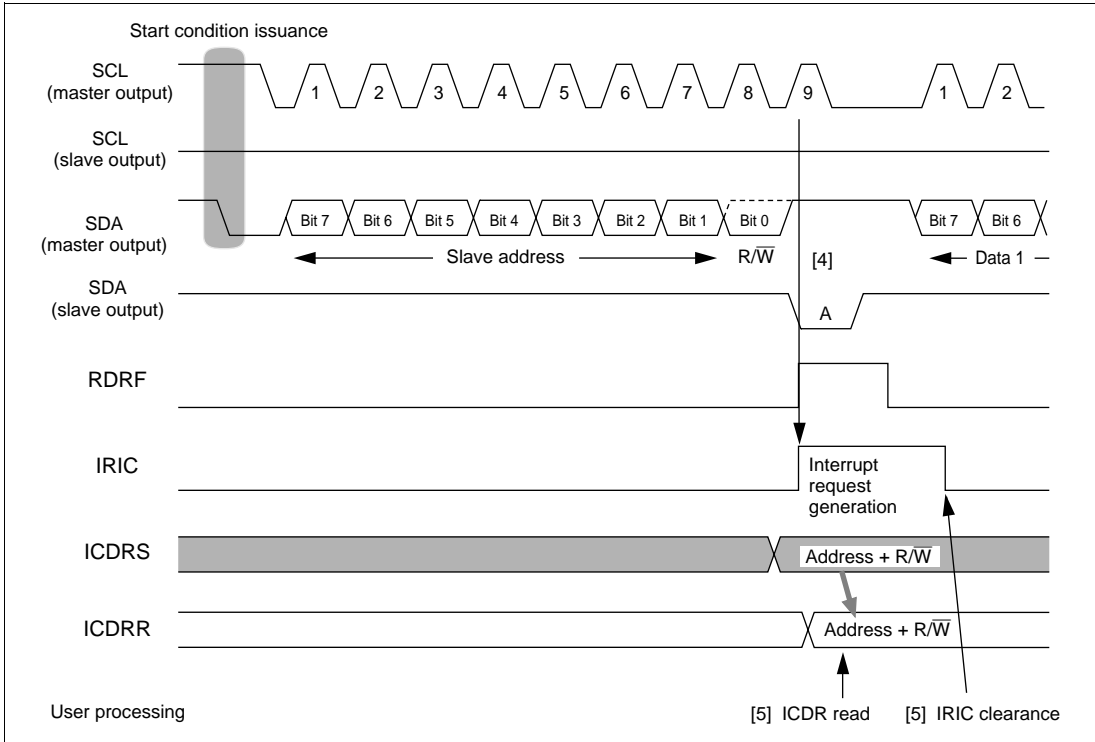 Start condition issuance
SCL
(master output)
1 2 3 4 5 6 7 8 9 1 2
SCL
(slave output)
SDA
(master output)
Bit 7 Bit 6 Bit 5 Bit 4 Bit 3 Bit 2 Bit 1 Bit 0 Bit 7 Bit 6
Slave address R/W̅ [4] Data 1
SDA
(slave output)
A
RDRF
IRIC
Interrupt
request
generation
ICDRS
Address + R/W̅
ICDRR
Address + R/W̅
User processing [5] ICDR read [5] IRIC clearance